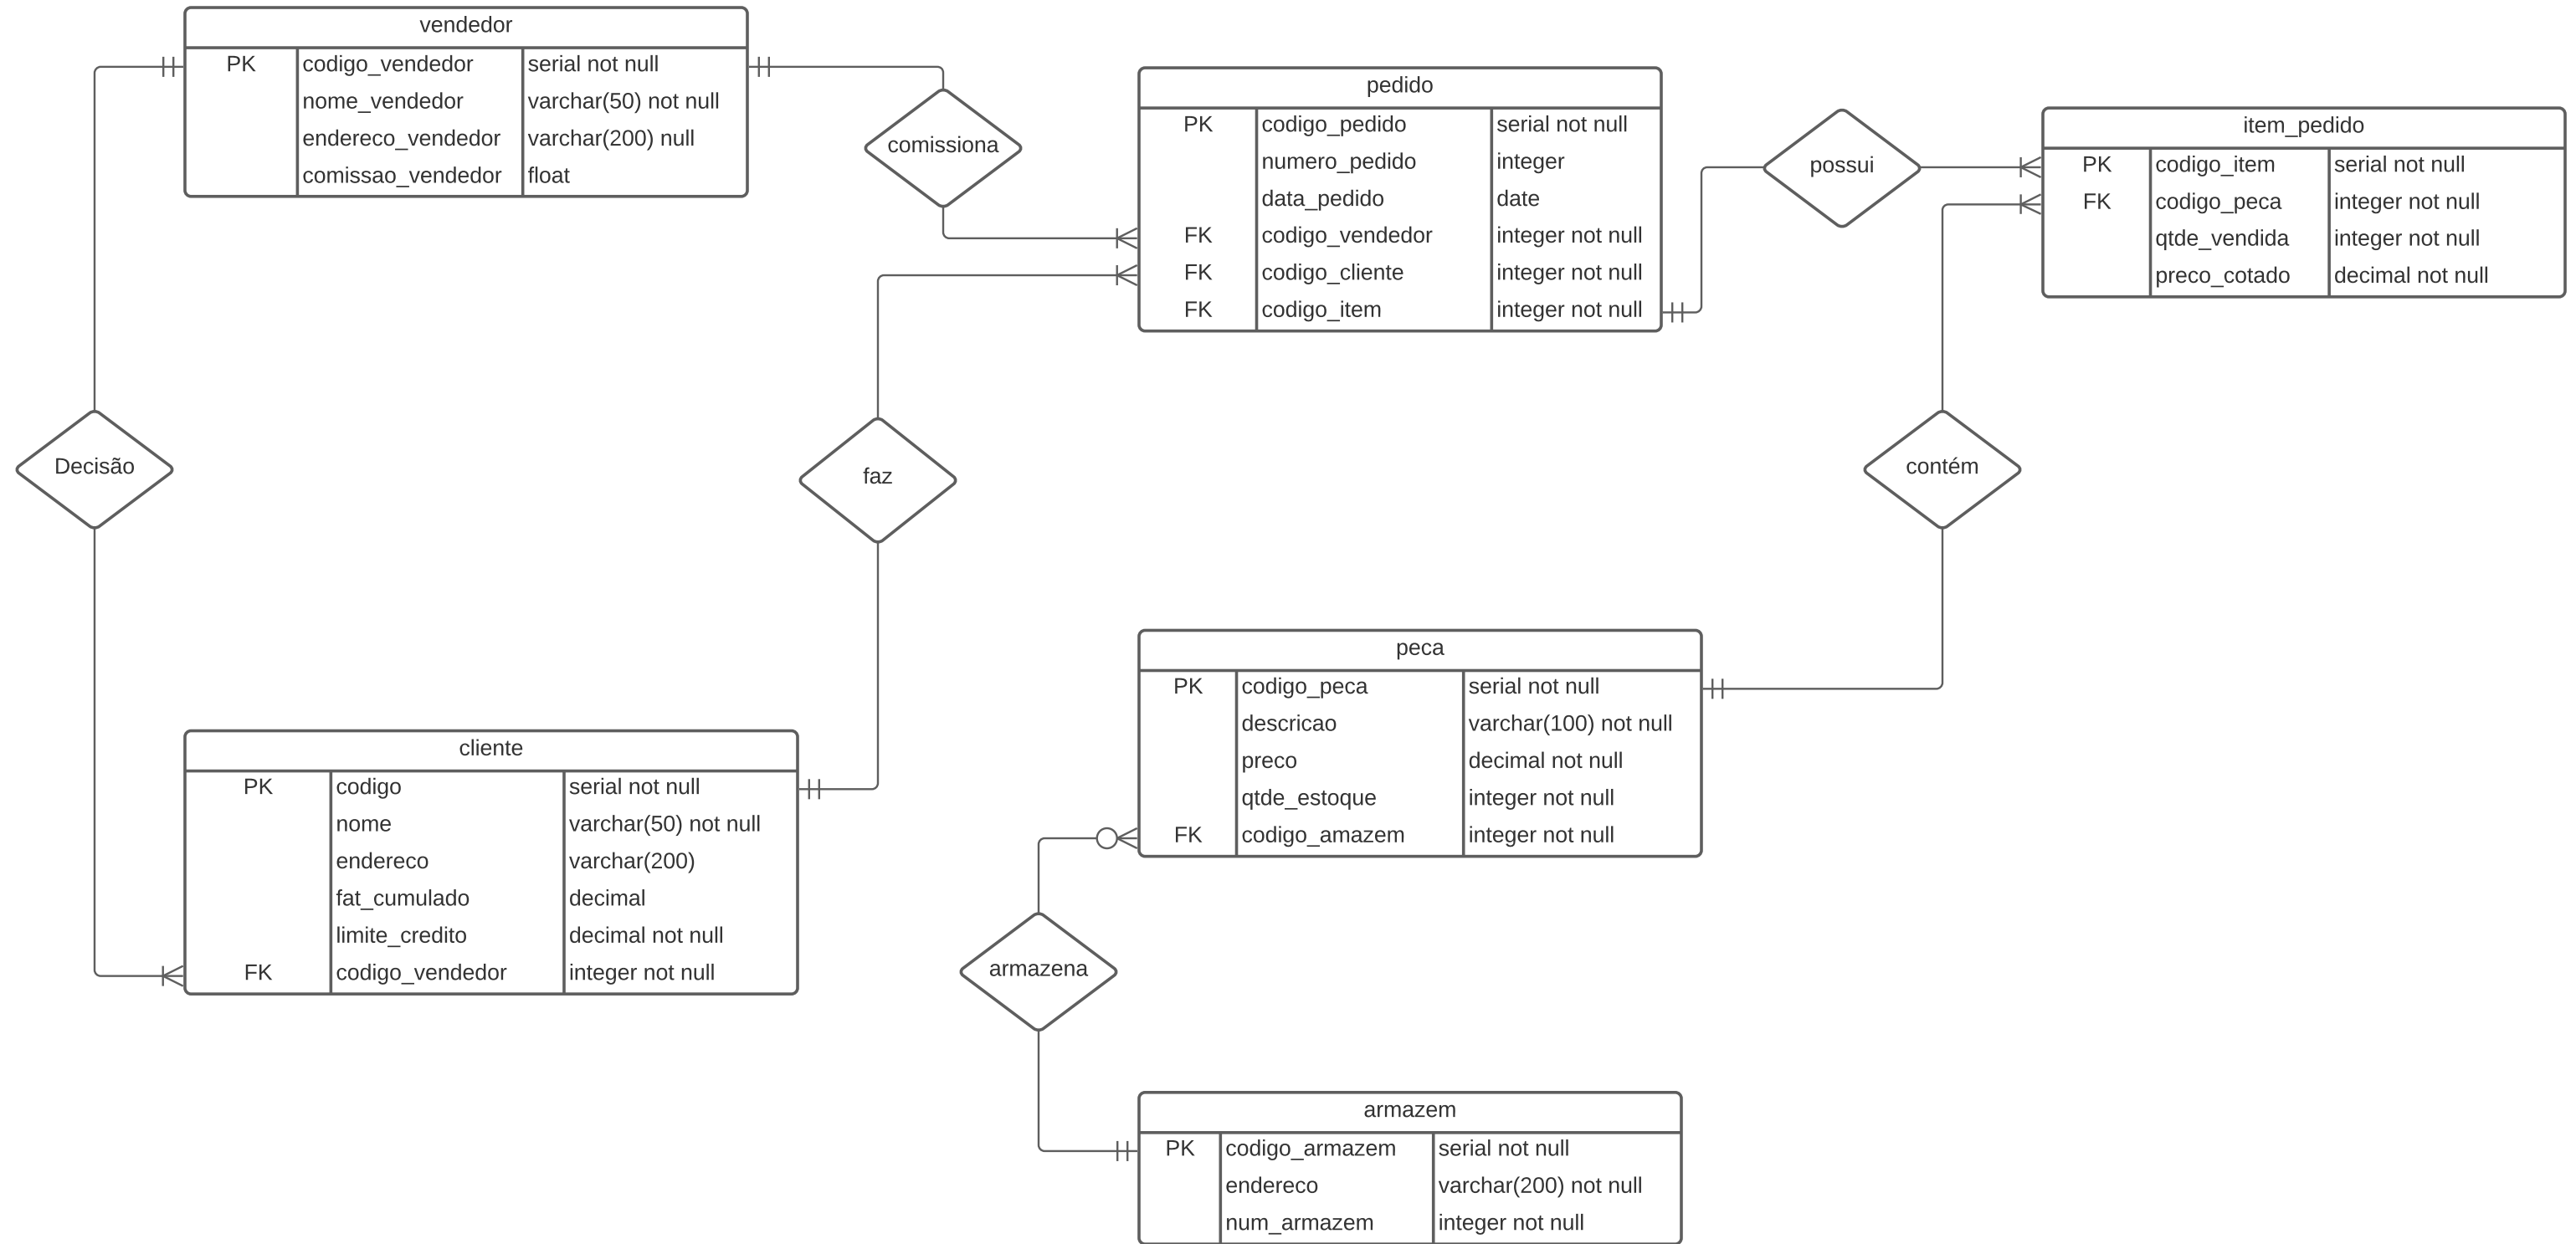 vendedor
PK codigo_vendedor serial not null
nome_vendedor varchar(50) not null
endereco_vendedor varchar(200) null
comissao_vendedor float
comissiona
pedido
PK codigo_pedido serial not null
numero_pedido integer
data_pedido date
FK codigo_vendedor integer not null
FK codigo_cliente integer not null
FK codigo_item integer not null
possui
item_pedido
PK codigo_item serial not null
FK codigo_peca integer not null
qtde_vendida integer not null
preco_cotado decimal not null
Decisão
faz
contém
peca
PK codigo_peca serial not null
descricao varchar(100) not null
preco decimal not null
qtde_estoque integer not null
FK codigo_amazem integer not null
cliente
PK codigo serial not null
nome varchar(50) not null
endereco varchar(200)
fat_cumulado decimal
limite_credito decimal not null
FK codigo_vendedor integer not null
armazena
armazem
PK codigo_armazem serial not null
endereco varchar(200) not null
num_armazem integer not null